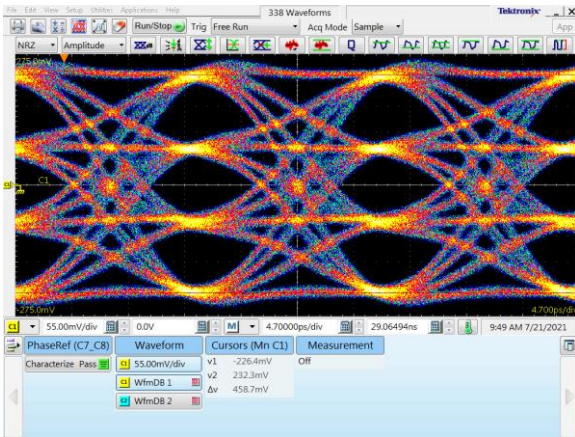 File Edit View Setup Utilities Applications Help
338 Waveforms
Tektronix
Run/Stop Trig Free Run Acq Mode Sample App
NRZ Amplitude Q
275.0mV
C1
C1
-275.0mV 4.700ps/div
C1 55.00mV/div 0.0V M 4.70000ps/div 29.06494ns 9:49 AM 7/21/2021
PhaseRef (C7_C8) Waveform Cursors (Mn C1) Measurement
Characterize Pass C1 55.00mV/div v1 -226.4mV Off
C1 WfmDB 1 v2 232.3mV
C2 WfmDB 2 Δv 458.7mV